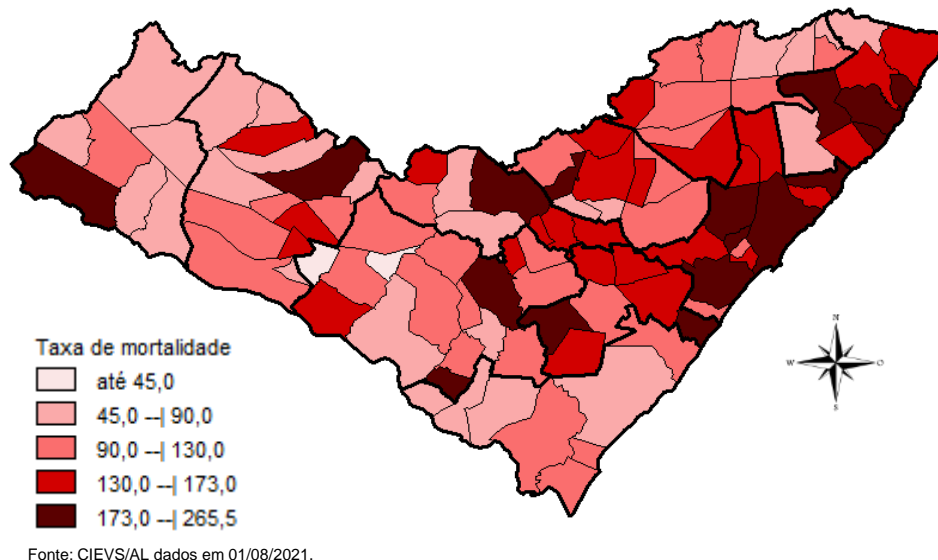 Taxa de mortalidade
até 45,0
45,0 --| 90,0
90,0 --| 130,0
130,0 --| 173,0
173,0 --| 265,5
N
W
O
S
Fonte: CIEVS/AL dados em 01/08/2021.